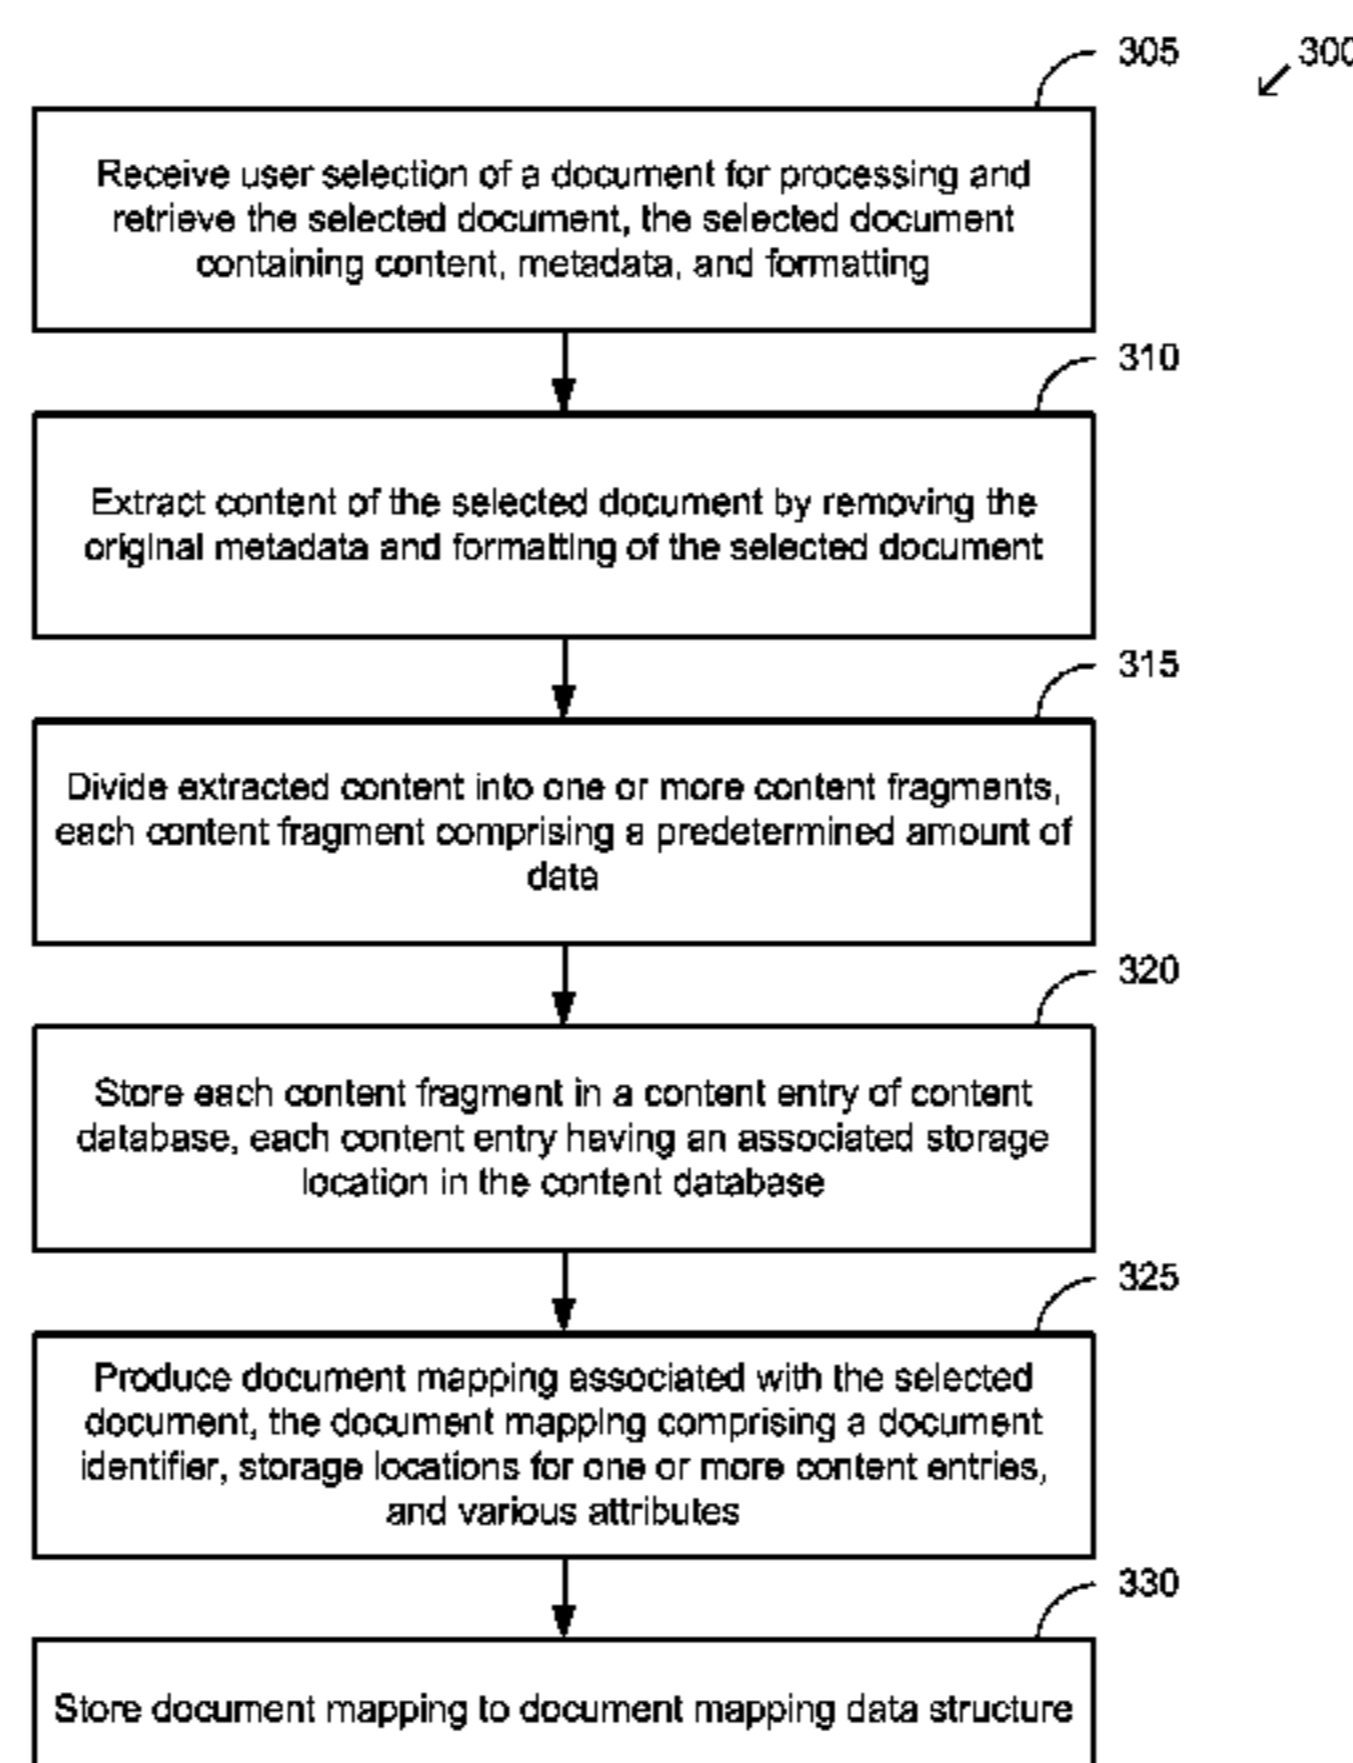 305
300
Receive user selection of a document for processing and
retrieve the selected document, the selected document
containing content, metadata, and formatting
310
Extract content of the selected document by removing the
original metadata and formatting of the selected document
315
Divide extracted content into one or more content fragments,
each content fragment comprising a predetermined amount of
data
320
Store each content fragment in a content entry of content
database, each content entry having an associated storage
location in the content database
325
Produce document mapping associated with the selected
document, the document mapping comprising a document
identifier, storage locations for one or more content entries,
and various attributes
330
Store document mapping to document mapping data structure